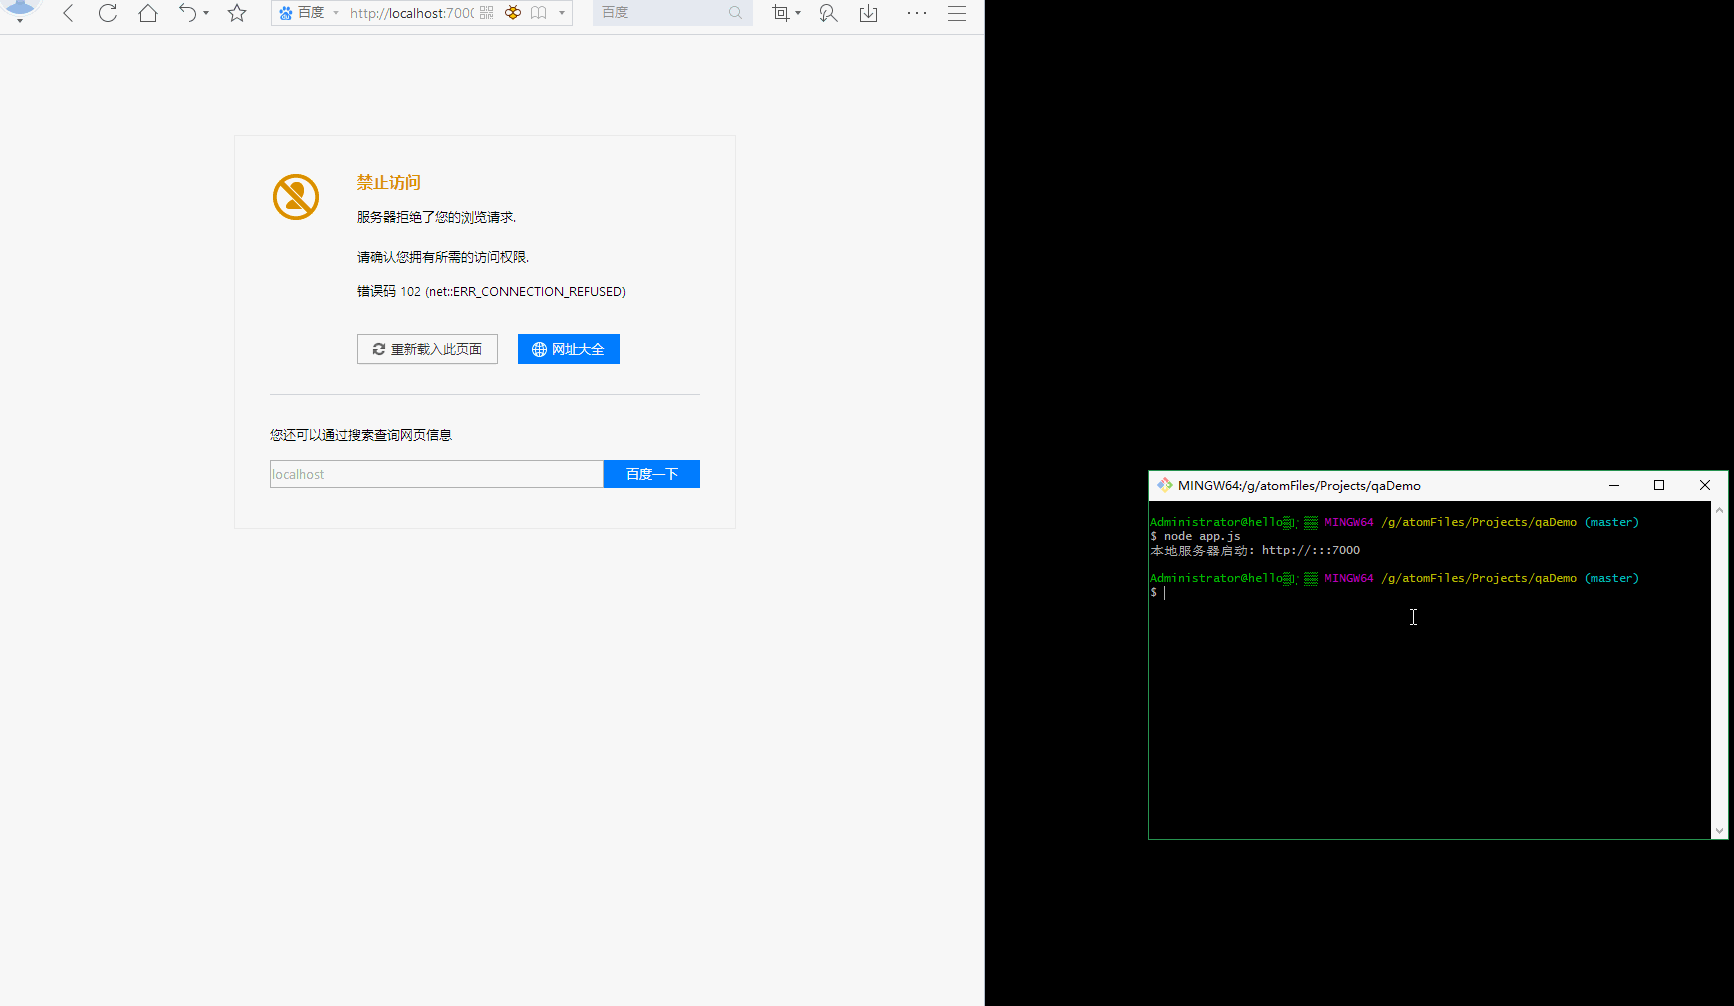 百度
http://localhost:700
百度
禁止访问
服务器拒绝了您的浏览请求.
请确认您拥有所需的访问权限.
错误码 102 (net::ERR_CONNECTION_REFUSED)
重新载入此页面
网址大全
您还可以通过搜索查询网页信息
localhost
百度一下
MINGW64:/g/atomFiles/Projects/qaDemo
Administrator@hello MINGW64 /g/atomFiles/Projects/qaDemo (master)
$ node app.js
本地服务器启动: http://:::7000
Administrator@hello MINGW64 /g/atomFiles/Projects/qaDemo (master)
$